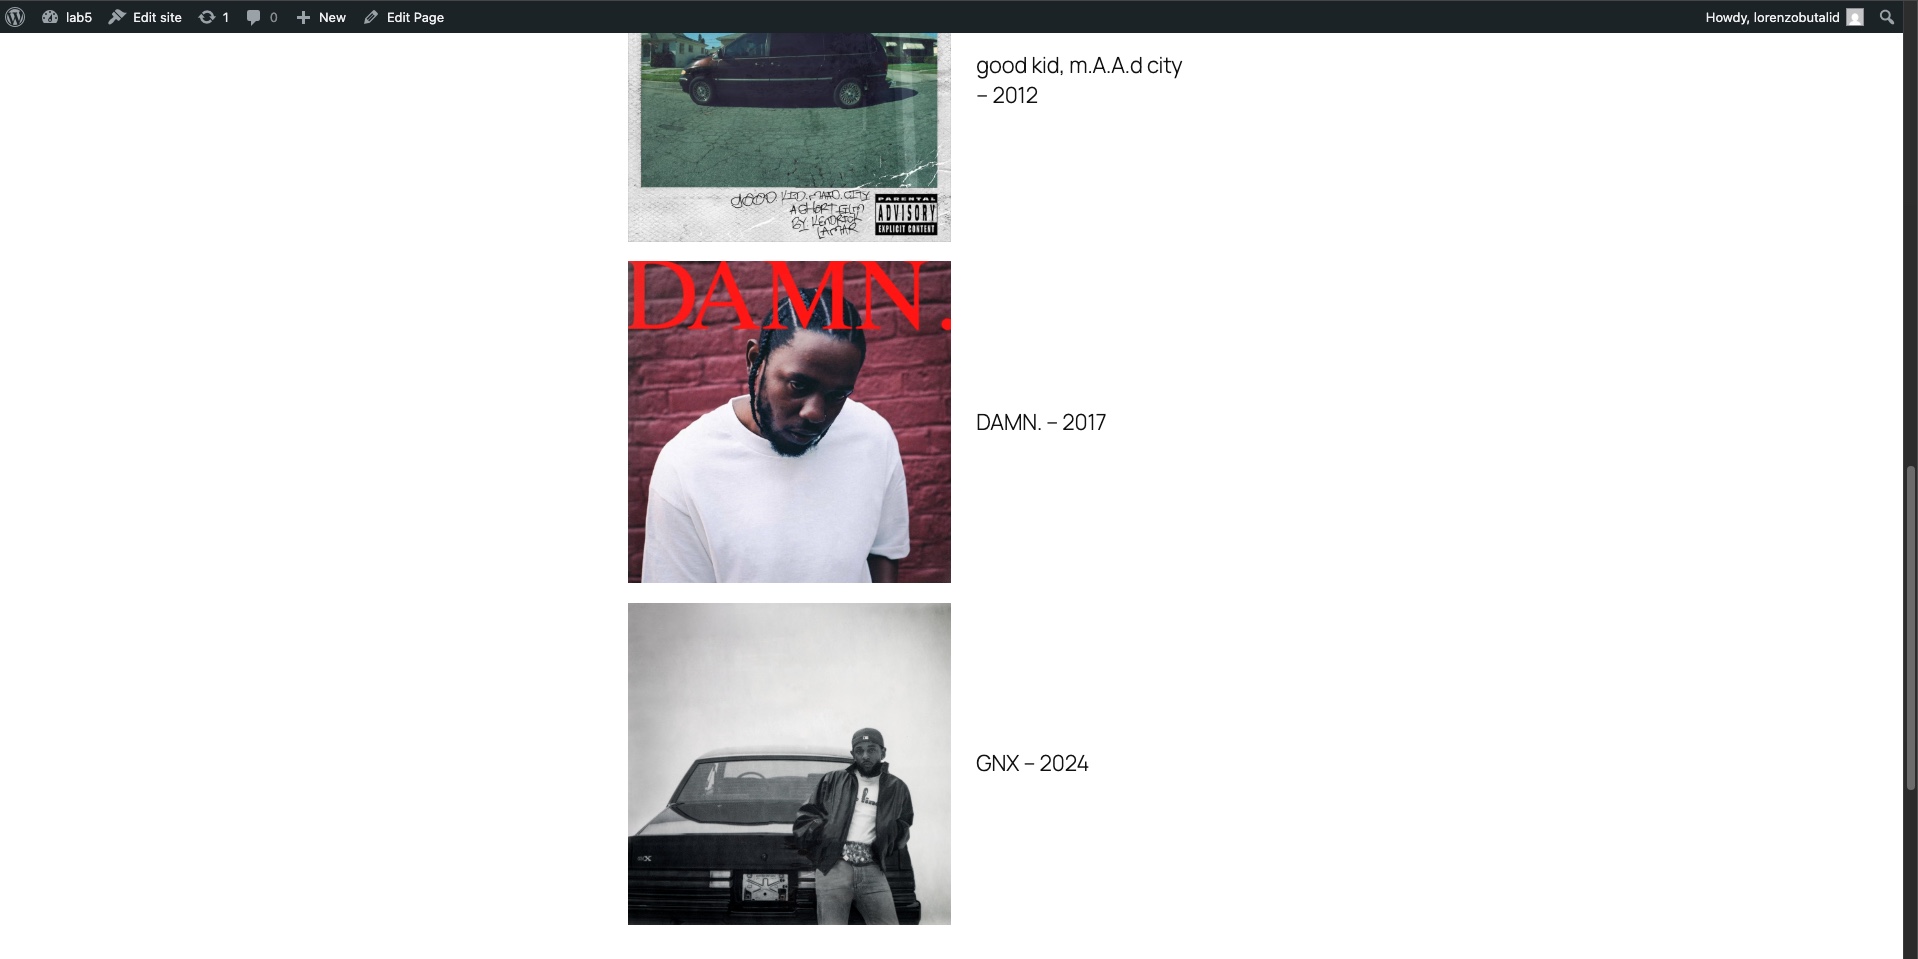 lab5 Edit site 1 0 New Edit Page Howdy, lorenzobutalid
good kid, m.A.A.d city
– 2012
GOOD KID, MAAD CITY
A SHORT FILM
BY KENDRICK
LAMAR
PARENTAL
ADVISORY
EXPLICIT CONTENT
DAMN.
DAMN. – 2017
GNX – 2024